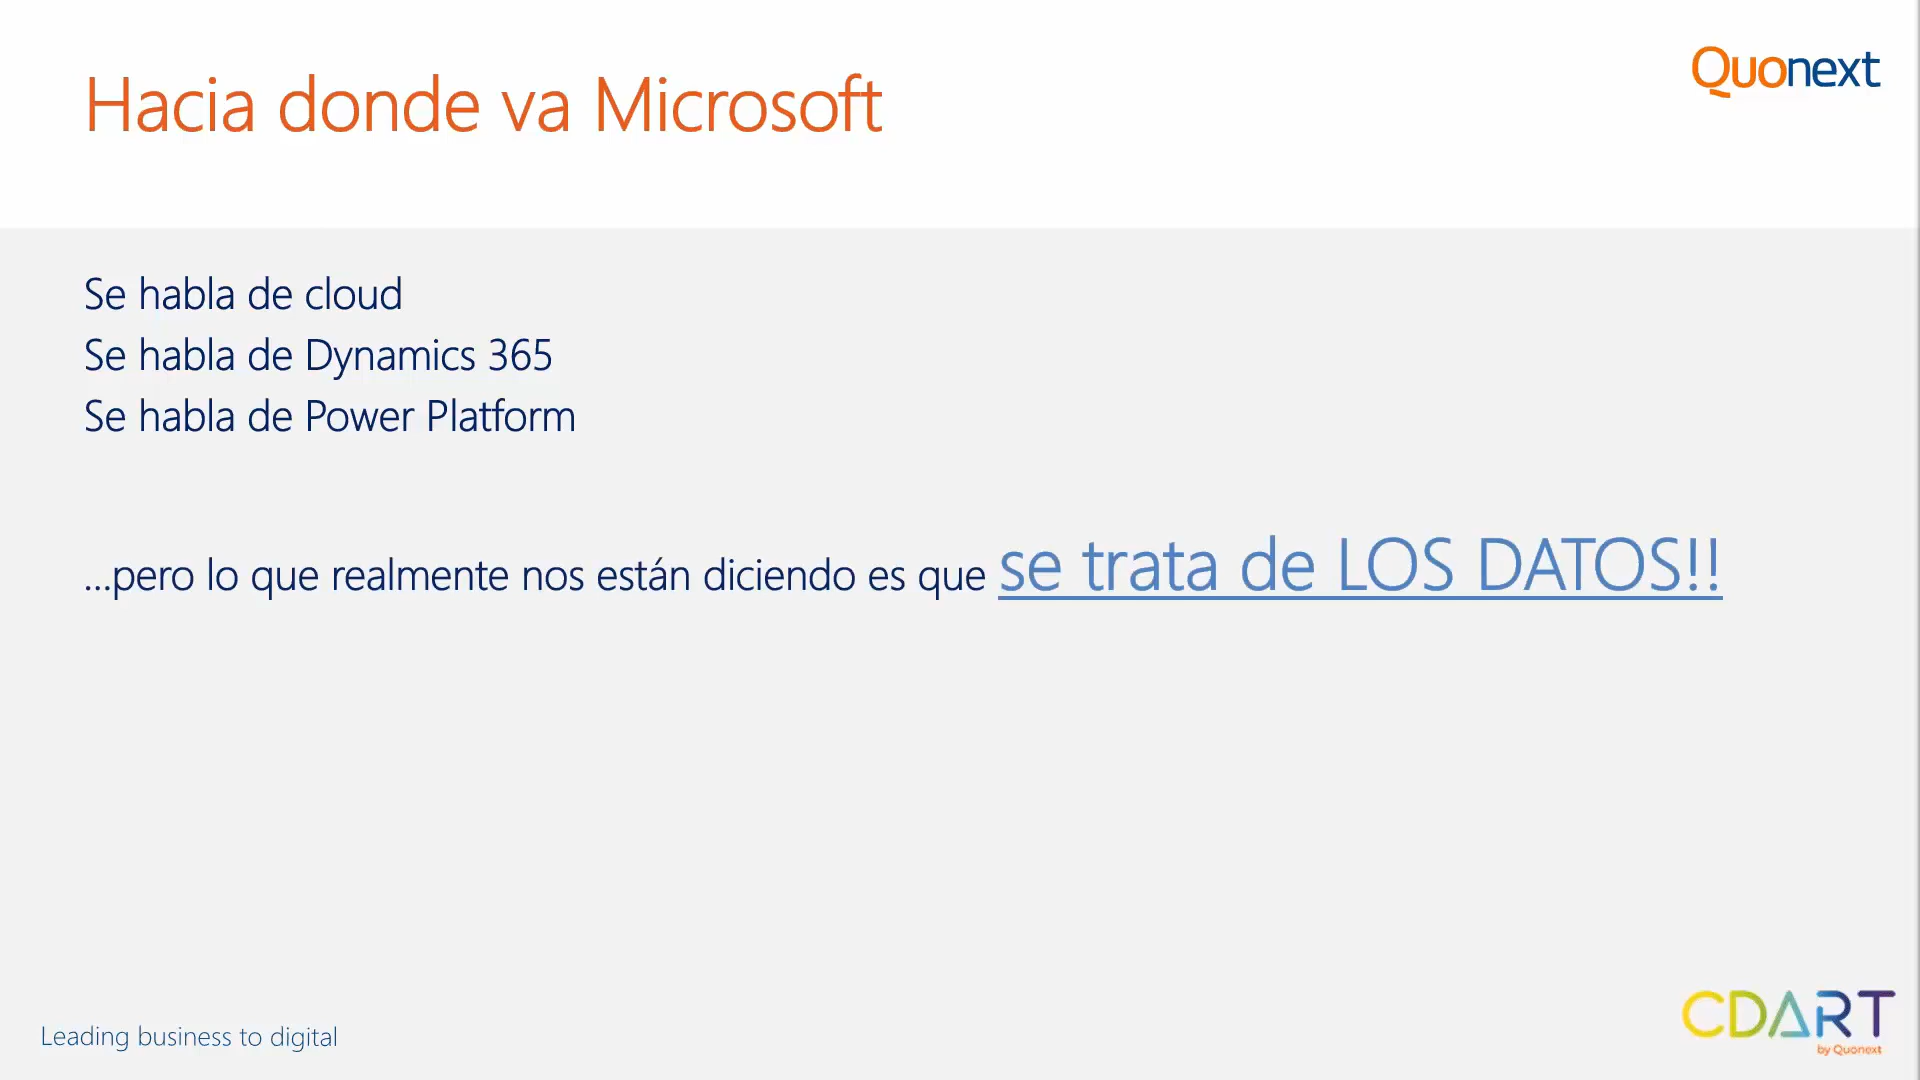 Hacia donde va Microsoft
Quonext
Se habla de cloud
Se habla de Dynamics 365
Se habla de Power Platform
...pero lo que realmente nos están diciendo es que se trata de LOS DATOS!!
Leading business to digital
CDART
by Quonext